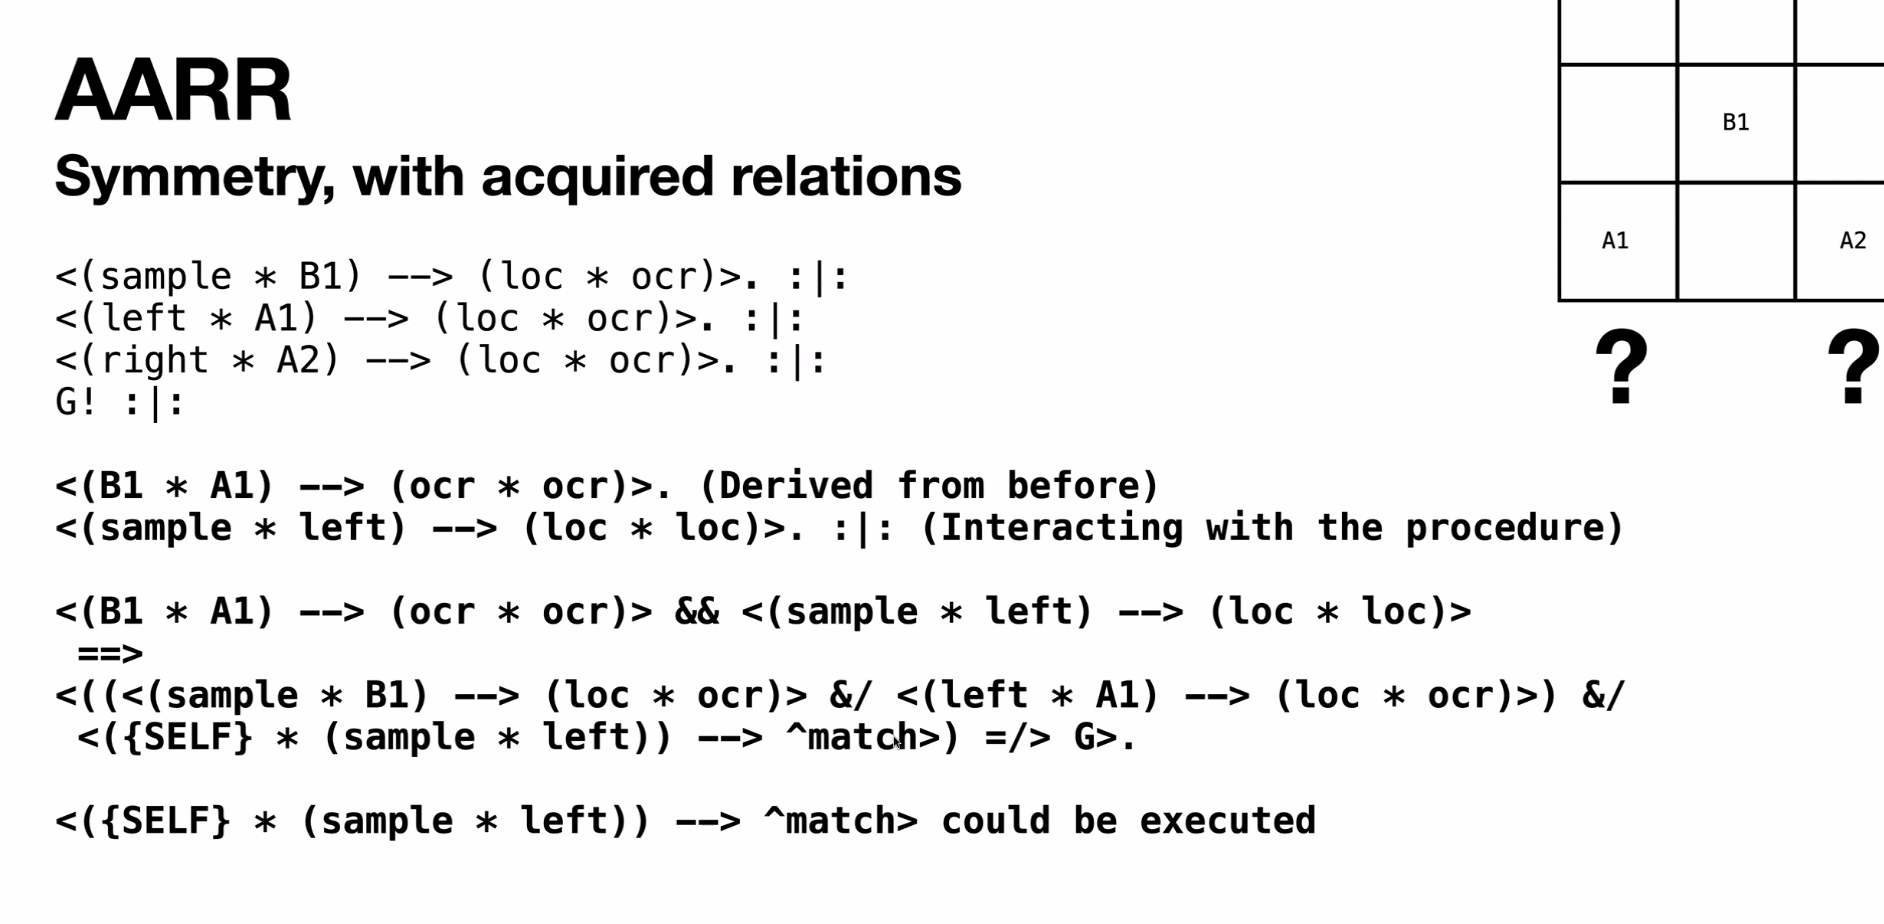 AARR
Symmetry, with acquired relations
<(sample * B1) --> (loc * ocr)>. :|:
<(left * A1) --> (loc * ocr)>. :|:
<(right * A2) --> (loc * ocr)>. :|:
G! :|:
<(B1 * A1) --> (ocr * ocr)>. (Derived from before)
<(sample * left) --> (loc * loc)>. :|: (Interacting with the procedure)
<(B1 * A1) --> (ocr * ocr)> && <(sample * left) --> (loc * loc)>
==>
<((<(sample * B1) --> (loc * ocr)> &/ <(left * A1) --> (loc * ocr)>) &/
<({SELF} * (sample * left)) --> ^match>) =/> G>.
<({SELF} * (sample * left)) --> ^match> could be executed
B1
A1 A2
? ?